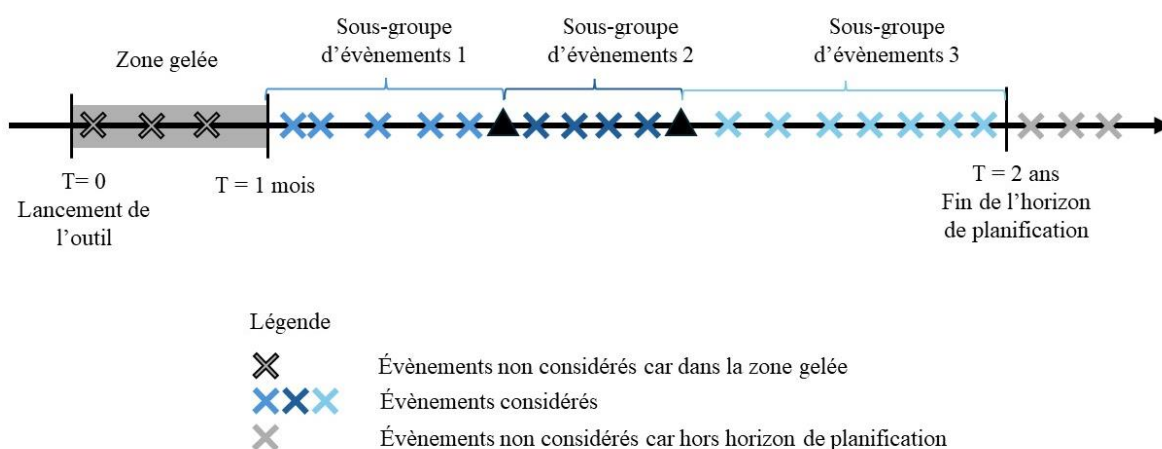 Zone gelée
Sous-groupe
d’évènements 1
Sous-groupe
d’évènements 2
Sous-groupe
d’évènements 3
T= 0
Lancement de
l’outil
T = 1 mois
T = 2 ans
Fin de l’horizon
de planification
Légende
Évènements non considérés car dans la zone gelée
Évènements considérés
Évènements non considérés car hors horizon de planification